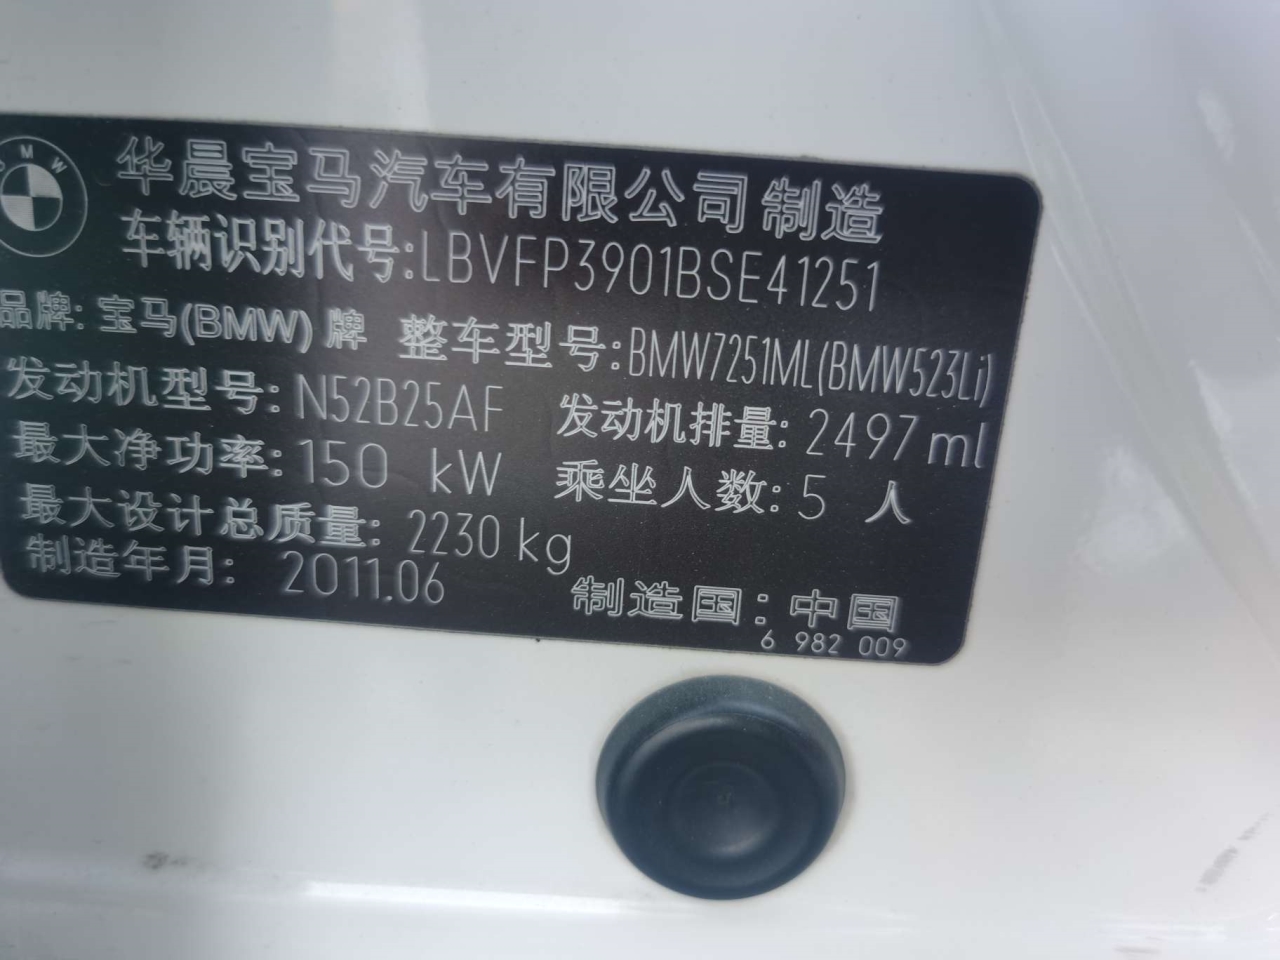 BMW
华晨宝马汽车有限公司制造
车辆识别代号:LBVFP3901BSE41251
品牌: 宝马(BMW) 牌 整车型号:BMW7251ML(BMW523Li)
发动机型号: N52B25AF 发动机排量: 2497 ml
最大净功率: 150 kW 乘坐人数: 5 人
最大设计总质量: 2230 kg
制造年月: 2011.06 制造国: 中国
6 982 009